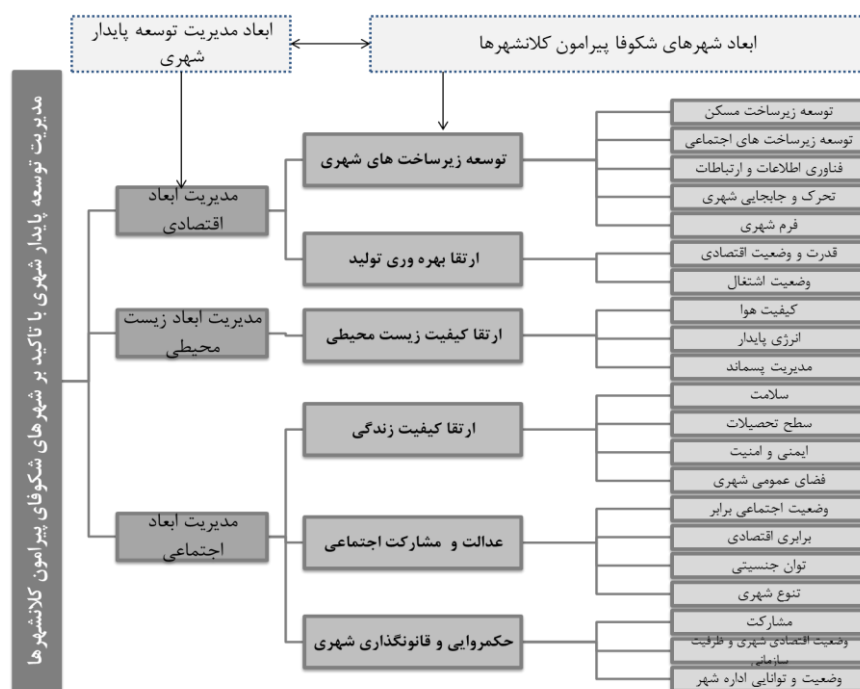 ابعاد شهرهای شکوفا پیرامون کلانشهرها
ابعاد مدیریت توسعه پایدار
شهری
مدیریت توسعه پایدار شهری با تاکید بر شهرهای شکوفای پیرامون کلانشهرها
مدیریت ابعاد
اقتصادی
توسعه زیرساخت های شهری
توسعه زیرساخت مسکن
توسعه زیرساخت های اجتماعی
فناوری اطلاعات و ارتباطات
تحرک و جابجایی شهری
فرم شهری
ارتقا بهره وری تولید
قدرت و وضعیت اقتصادی
وضعیت اشتغال
مدیریت ابعاد زیست
محیطی
ارتقا کیفیت زیست محیطی
کیفیت هوا
انرژی پایدار
مدیریت پسماند
مدیریت ابعاد
اجتماعی
ارتقا کیفیت زندگی
سلامت
سطح تحصیلات
ایمنی و امنیت
فضای عمومی شهری
عدالت و مشارکت اجتماعی
وضعیت اجتماعی برابر
برابری اقتصادی
توان جنسیتی
تنوع شهری
حکمروایی و قانونگذاری شهری
مشارکت
وضعیت اقتصادی شهری و ظرفیت
سازمانی
وضعیت و توانایی اداره شهر